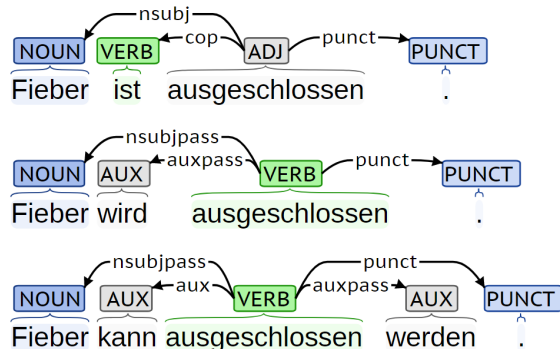 nsubj
cop punct
NOUN VERB ADJ PUNCT
Fieber ist ausgeschlossen .
nsubjpass
auxpass punct
NOUN AUX VERB PUNCT
Fieber wird ausgeschlossen .
nsubjpass punct
aux auxpass
NOUN AUX VERB AUX PUNCT
Fieber kann ausgeschlossen werden .